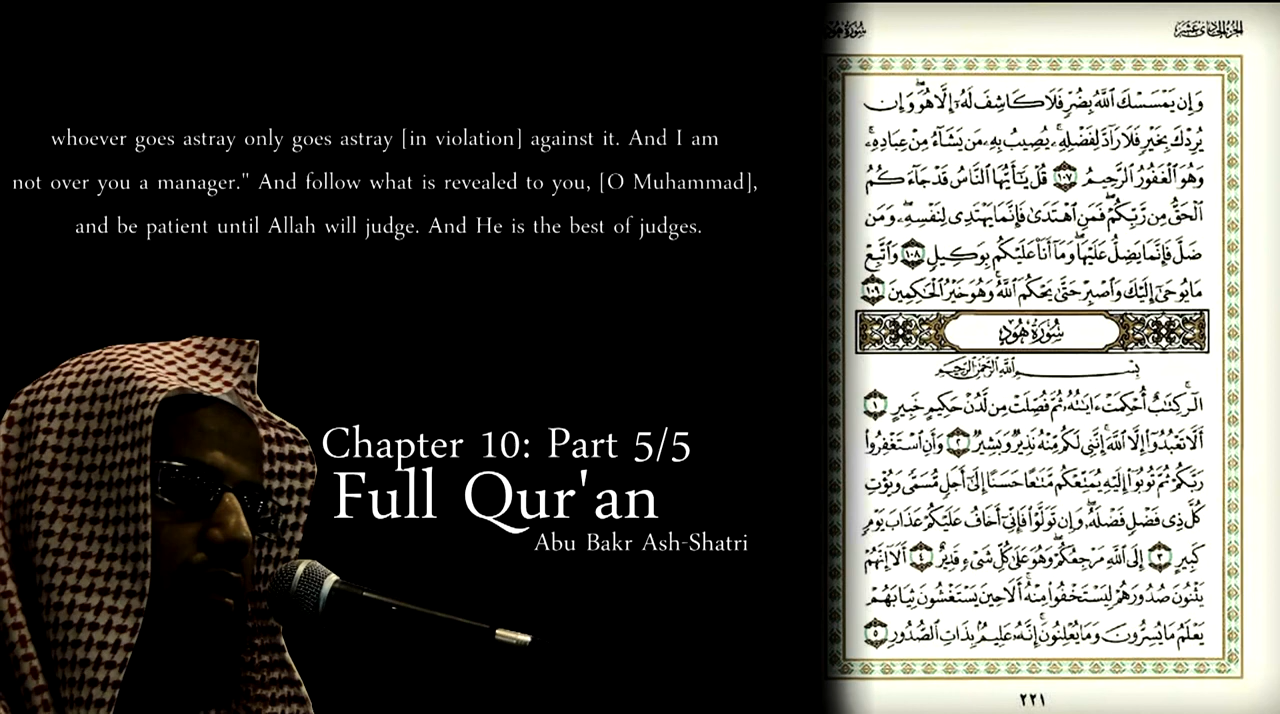 whoever goes astray only goes astray [in violation] against it. And I am
not over you a manager." And follow what is revealed to you, [O Muhammad],
and be patient until Allah will judge. And He is the best of judges.
Chapter 10: Part 5/5
Full Qur'an
Abu Bakr Ash-Shatri
سُورَةُ هُودٍ
الجُزْءُ الحَادِي عَشَرَ
وَإِن يَمْسَسْكَ اللَّهُ بِضُرٍّ فَلَا كَاشِفَ لَهُ إِلَّا هُوَ ۖ وَإِن
يُرِدْكَ بِخَيْرٍ فَلَا رَادَّ لِفَضْلِهِ ۚ يُصِيبُ بِهِ مَن يَشَاءُ مِنْ عِبَادِهِ ۚ
وَهُوَ الْغَفُورُ الرَّحِيمُ ١٠٧ قُلْ يَا أَيُّهَا النَّاسُ قَدْ جَاءَكُمُ
الْحَقُّ مِن رَّبِّكُمْ ۖ فَمَنِ اهْتَدَىٰ فَإِنَّمَا يَهْتَدِي لِنَفْسِهِ ۖ وَمَن
ضَلَّ فَإِنَّمَا يَضِلُّ عَلَيْهَا ۖ وَمَا أَنَا عَلَيْكُم بِوَكِيلٍ ١٠٨ وَاتَّبِعْ
مَا يُوحَىٰ إِلَيْكَ وَاصْبِرْ حَتَّىٰ يَحْكُمَ اللَّهُ ۚ وَهُوَ خَيْرُ الْحَاكِمِينَ ١٠٩
سُورَةُ هُودٍ
بِسْمِ اللَّهِ الرَّحْمَٰنِ الرَّحِيمِ
الر ۚ كِتَابٌ أُحْكِمَتْ آيَاتُهُ ثُمَّ فُصِّلَتْ مِن لَّدُنْ حَكِيمٍ خَبِيرٍ ١
أَلَّا تَعْبُدُوا إِلَّا اللَّهَ ۚ إِنَّنِي لَكُم مِّنْهُ نَذِيرٌ وَبَشِيرٌ ٢ وَأَنِ اسْتَغْفِرُوا
رَبَّكُمْ ثُمَّ تُوبُوا إِلَيْهِ يُمَتِّعْكُم مَّتَاعًا حَسَنًا إِلَىٰ أَجَلٍ مُّسَمًّى وَيُؤْتِ
كُلَّ ذِي فَضْلٍ فَضْلَهُ ۖ وَإِن تَوَلَّوْا فَإِنِّي أَخَافُ عَلَيْكُمْ عَذَابَ يَوْمٍ
كَبِيرٍ ٣ إِلَى اللَّهِ مَرْجِعُكُمْ ۖ وَهُوَ عَلَىٰ كُلِّ شَيْءٍ قَدِيرٌ ٤ أَلَا إِنَّهُمْ
يَثْنُونَ صُدُورَهُمْ لِيَسْتَخْفُوا مِنْهُ ۚ أَلَا حِينَ يَسْتَغْشُونَ ثِيَابَهُمْ
يَعْلَمُ مَا يُسِرُّونَ وَمَا يُعْلِنُونَ ۚ إِنَّهُ عَلِيمٌ بِذَاتِ الصُّدُورِ ٥
٢٢١